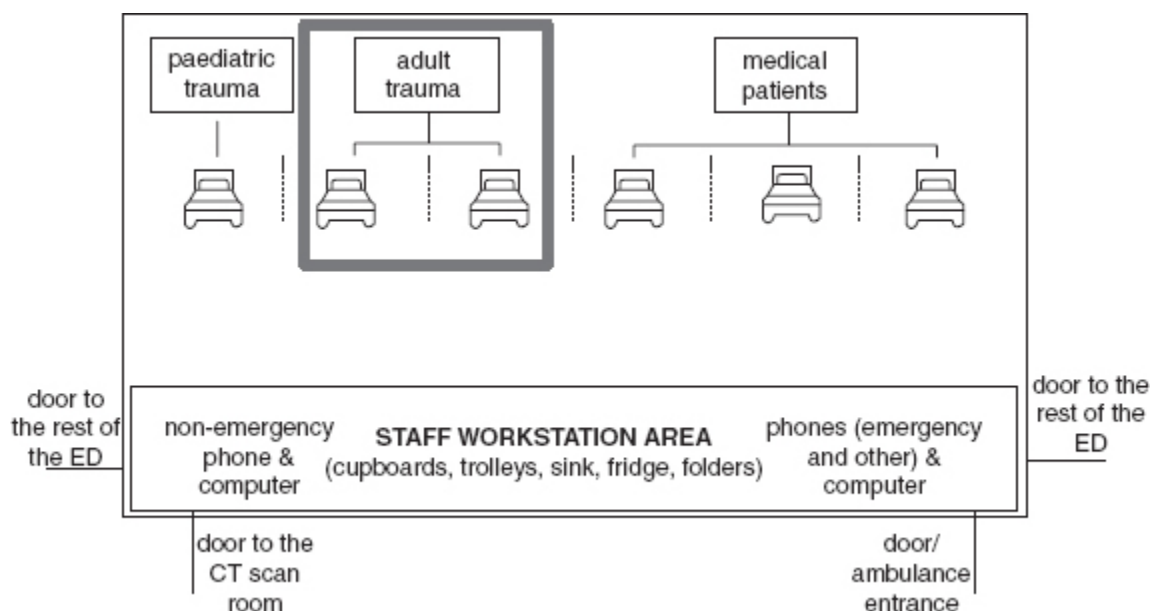 paediatric
trauma
adult
trauma
medical
patients
door to
the rest of
the ED
non-emergency
phone &
computer
STAFF WORKSTATION AREA
(cupboards, trolleys, sink, fridge, folders)
phones (emergency
and other) &
computer
door to the
rest of the
ED
door to the
CT scan
room
door/
ambulance
entrance